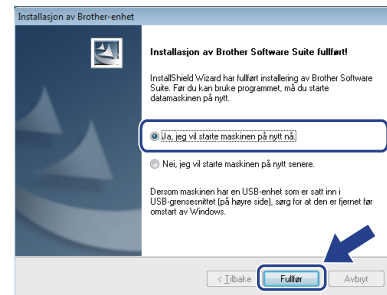 Installasjon av Brother-enhet
Installasjon av Brother Software Suite fullført!
InstallShield Wizard har fullført installering av Brother Software
Suite. Før du kan bruke programmet, må du starte
datamaskinen på nytt.
Ja, jeg vil starte maskinen på nytt nå.
Nei, jeg vil starte maskinen på nytt senere.
Dersom maskinen har en USB-enhet som er satt inn i
USB-grensesnittet (på høyre side), sørg for at den er fjernet før
omstart av Windows.
< Tilbake Fullfør Avbryt